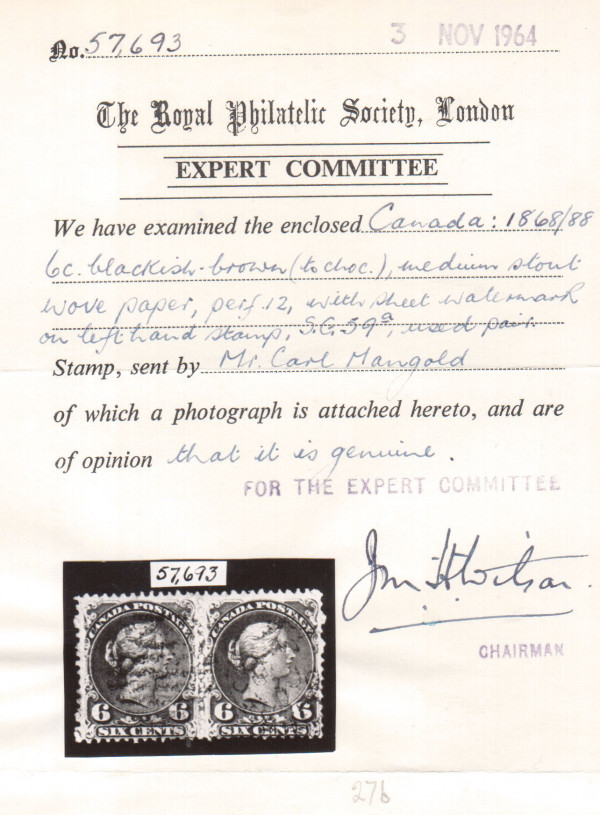 No. 57,693
3 NOV 1964
The Royal Philatelic Society, London
EXPERT COMMITTEE
We have examined the enclosed Canada: 1868/88
6c. blackish-brown (to choc.), medium stout
wove paper, perf. 12, with sheet watermark
on left hand stamp, S.G. 59a, used pair.
Stamp, sent by Mr. Carl Mangold
of which a photograph is attached hereto, and are
of opinion that it is genuine.
FOR THE EXPERT COMMITTEE
CHAIRMAN
57,693
CANADA POSTAGE CANADA POSTAGE
6 6 6 6
SIX CENTS SIX CENTS
27b